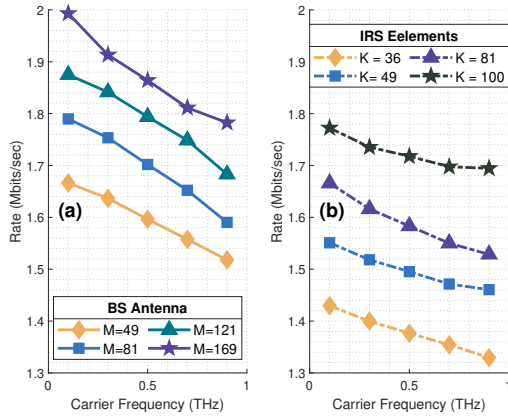 2
1.9
1.8
1.7
1.6
1.5
1.4
1.3
0
0.5
1
Rate (Mbits/sec)
Carrier Frequency (THz)
(a)
BS Antenna
M=49
M=121
M=81
M=169
2
1.9
1.8
1.7
1.6
1.5
1.4
1.3
0
0.5
1
Rate (Mbits/sec)
Carrier Frequency (THz)
(b)
IRS Eelements
K = 36
K = 81
K= 49
K = 100